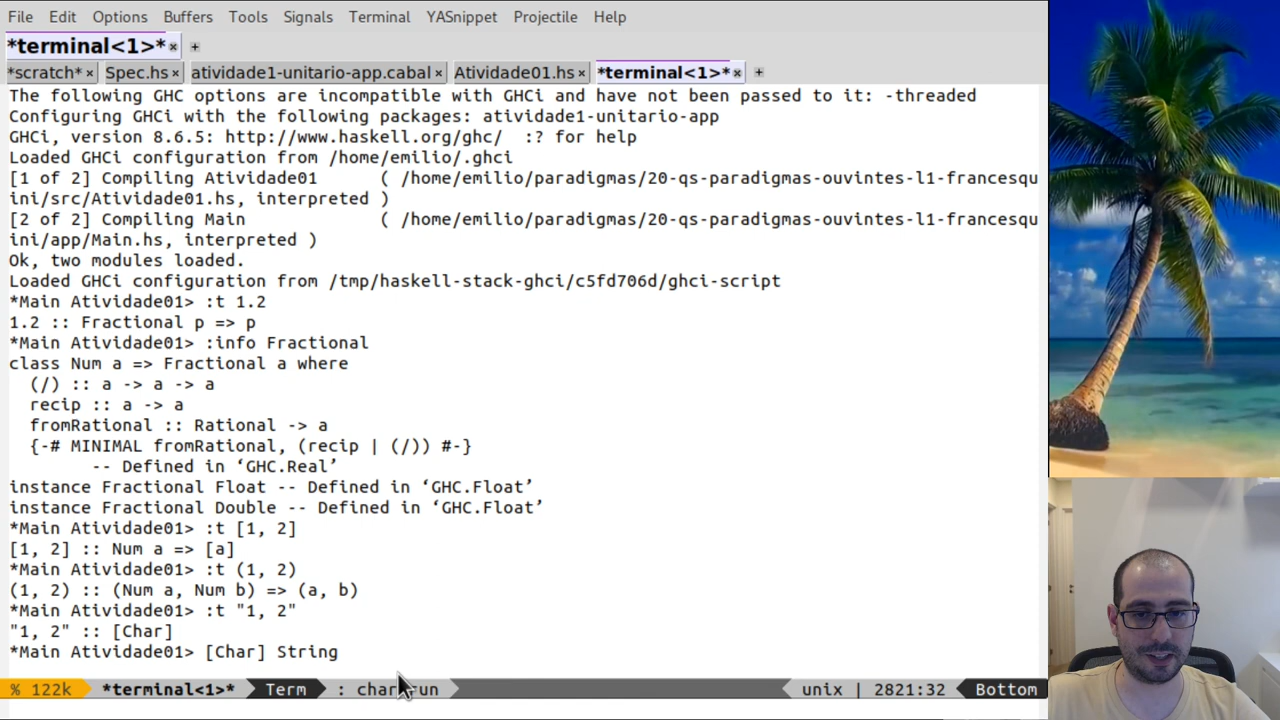 File Edit Options Buffers Tools Signals Terminal YASnippet Projectile Help
*terminal<1>* × +
*scratch* × Spec.hs × atividade1-unitario-app.cabal × Atividade01.hs × *terminal<1>* × +
The following GHC options are incompatible with GHCi and have not been passed to it: -threaded
Configuring GHCi with the following packages: atividade1-unitario-app
GHCi, version 8.6.5: http://www.haskell.org/ghc/  :? for help
Loaded GHCi configuration from /home/emilio/.ghci
[1 of 2] Compiling Atividade01      ( /home/emilio/paradigmas/20-qs-paradigmas-ouvintes-l1-francesqu
ini/src/Atividade01.hs, interpreted )
[2 of 2] Compiling Main             ( /home/emilio/paradigmas/20-qs-paradigmas-ouvintes-l1-francesqu
ini/app/Main.hs, interpreted )
Ok, two modules loaded.
Loaded GHCi configuration from /tmp/haskell-stack-ghci/c5fd706d/ghci-script
*Main Atividade01> :t 1.2
1.2 :: Fractional p => p
*Main Atividade01> :info Fractional
class Num a => Fractional a where
  (/) :: a -> a -> a
  recip :: a -> a
  fromRational :: Rational -> a
  {-# MINIMAL fromRational, (recip | (/)) #-}
        -- Defined in ‘GHC.Real’
instance Fractional Float -- Defined in ‘GHC.Float’
instance Fractional Double -- Defined in ‘GHC.Float’
*Main Atividade01> :t [1, 2]
[1, 2] :: Num a => [a]
*Main Atividade01> :t (1, 2)
(1, 2) :: (Num a, Num b) => (a, b)
*Main Atividade01> :t "1, 2"
"1, 2" :: [Char]
*Main Atividade01> [Char] String
% 122k *terminal<1>* Term : char run unix | 2821:32 Bottom